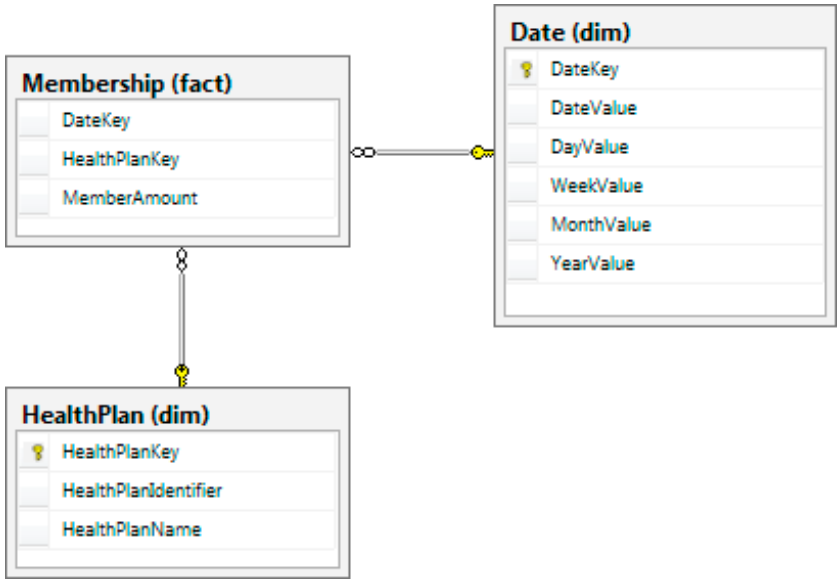 Membership (fact)
DateKey
HealthPlanKey
MemberAmount
Date (dim)
DateKey
DateValue
DayValue
WeekValue
MonthValue
YearValue
HealthPlan (dim)
HealthPlanKey
HealthPlanIdentifier
HealthPlanName